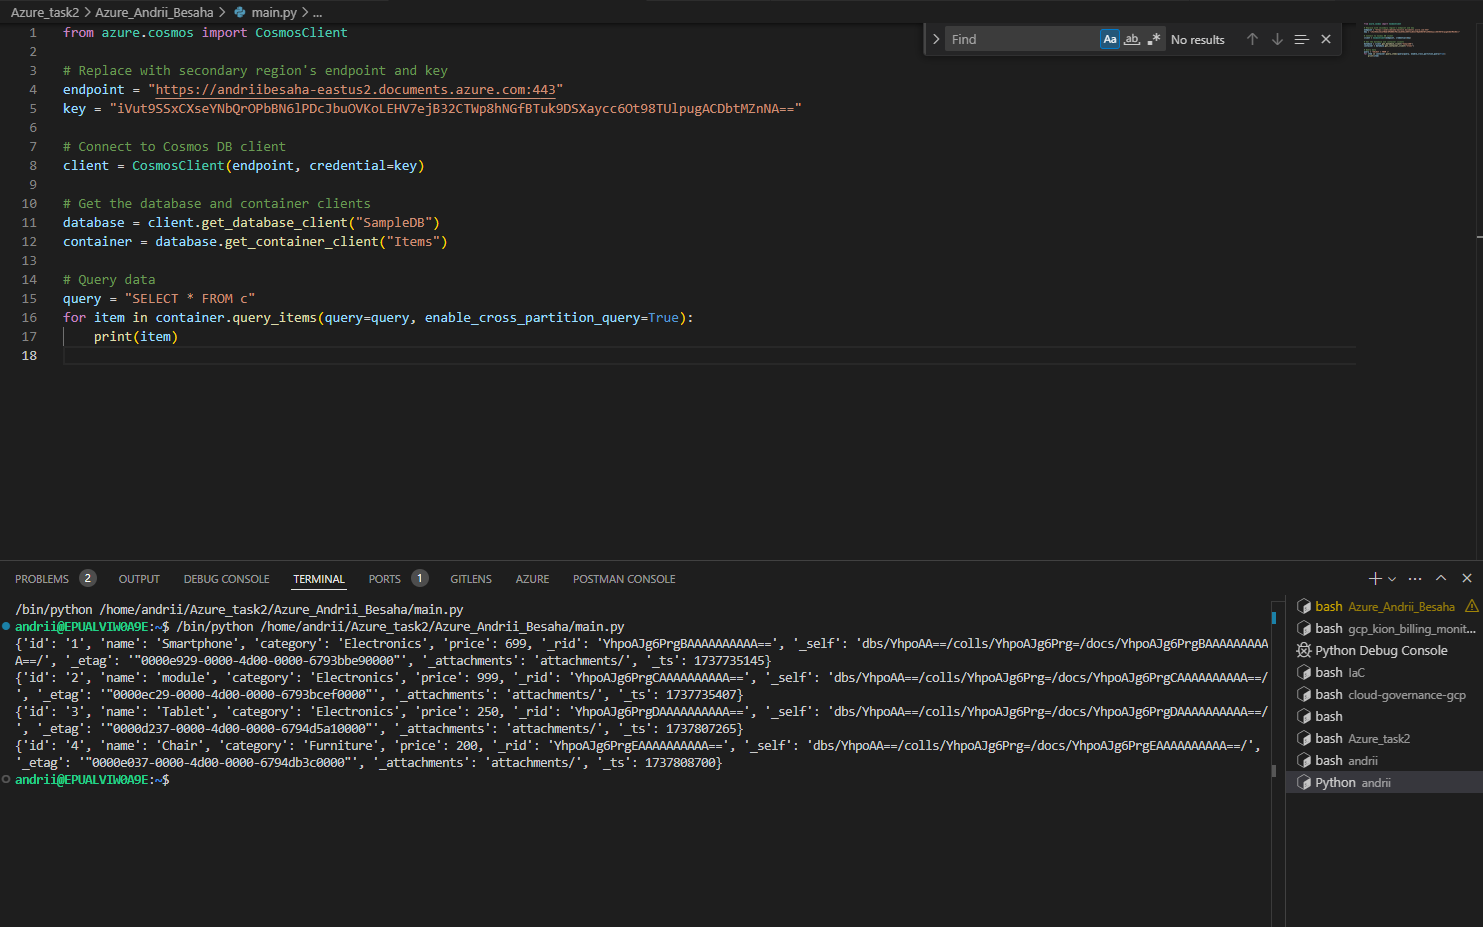 Azure_task2 > Azure_Andrii_Besaha > main.py > ...
1 from azure.cosmos import CosmosClient
2
3 # Replace with secondary region's endpoint and key
4 endpoint = "https://andriibesaha-eastus2.documents.azure.com:443"
5 key = "iVut9SSxCXseYNbQrOPbBN6lPDcJbuOVKoLEHV7ejB32CTWp8hNGfBTuk9DSXaycc6Ot98TUlpugACDbtMZnNA=="
6
7 # Connect to Cosmos DB client
8 client = CosmosClient(endpoint, credential=key)
9
10 # Get the database and container clients
11 database = client.get_database_client("SampleDB")
12 container = database.get_container_client("Items")
13
14 # Query data
15 query = "SELECT * FROM c"
16 for item in container.query_items(query=query, enable_cross_partition_query=True):
17     print(item)
18
Find Aa ab .* No results
PROBLEMS 2 OUTPUT DEBUG CONSOLE TERMINAL PORTS 1 GITLENS AZURE POSTMAN CONSOLE
/bin/python /home/andrii/Azure_task2/Azure_Andrii_Besaha/main.py
andrii@EPUALVIW0A9E:~$ /bin/python /home/andrii/Azure_task2/Azure_Andrii_Besaha/main.py
{'id': '1', 'name': 'Smartphone', 'category': 'Electronics', 'price': 699, '_rid': 'YhpoAJg6PrgBAAAAAAAAAA==', '_self': 'dbs/YhpoAA==/colls/YhpoAJg6Prg=/docs/YhpoAJg6PrgBAAAAAAAAA
A==/', '_etag': '"0000e929-0000-4d00-0000-6793bbe90000"', '_attachments': 'attachments/', '_ts': 1737735145}
{'id': '2', 'name': 'module', 'category': 'Electronics', 'price': 999, '_rid': 'YhpoAJg6PrgCAAAAAAAAAA==', '_self': 'dbs/YhpoAA==/colls/YhpoAJg6Prg=/docs/YhpoAJg6PrgCAAAAAAAAAA==/
', '_etag': '"0000ec29-0000-4d00-0000-6793bcef0000"', '_attachments': 'attachments/', '_ts': 1737735407}
{'id': '3', 'name': 'Tablet', 'category': 'Electronics', 'price': 250, '_rid': 'YhpoAJg6PrgDAAAAAAAAAA==', '_self': 'dbs/YhpoAA==/colls/YhpoAJg6Prg=/docs/YhpoAJg6PrgDAAAAAAAAAA==/
', '_etag': '"0000d237-0000-4d00-0000-6794d5a10000"', '_attachments': 'attachments/', '_ts': 1737807265}
{'id': '4', 'name': 'Chair', 'category': 'Furniture', 'price': 200, '_rid': 'YhpoAJg6PrgEAAAAAAAAAA==', '_self': 'dbs/YhpoAA==/colls/YhpoAJg6Prg=/docs/YhpoAJg6PrgEAAAAAAAAAA==/',
'_etag': '"0000e037-0000-4d00-0000-6794db3c0000"', '_attachments': 'attachments/', '_ts': 1737808700}
andrii@EPUALVIW0A9E:~$
bash Azure_Andrii_Besaha
bash gcp_kion_billing_monit...
Python Debug Console
bash IaC
bash cloud-governance-gcp
bash
bash Azure_task2
bash andrii
Python andrii